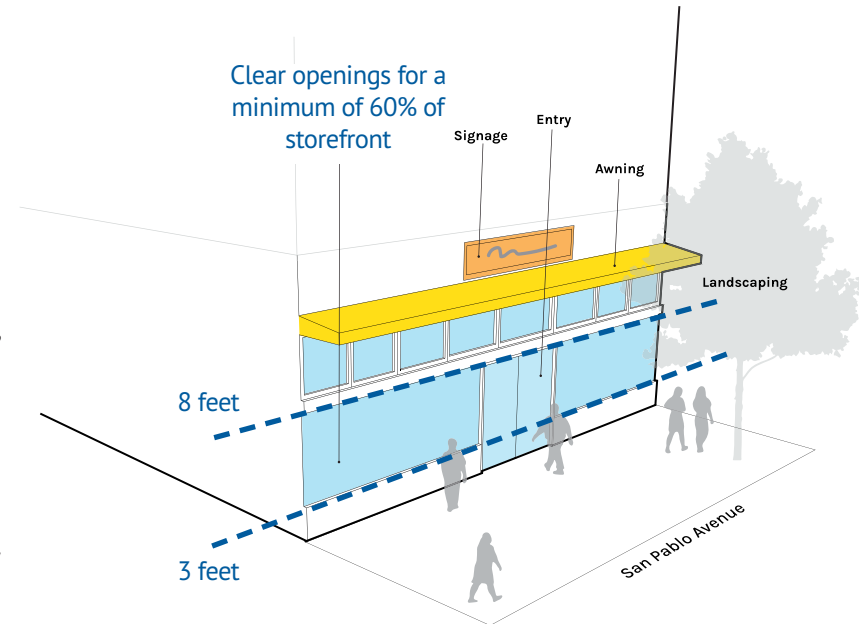 Clear openings for a
minimum of 60% of
storefront
Signage
Entry
Awning
Landscaping
8 feet
3 feet
San Pablo Avenue